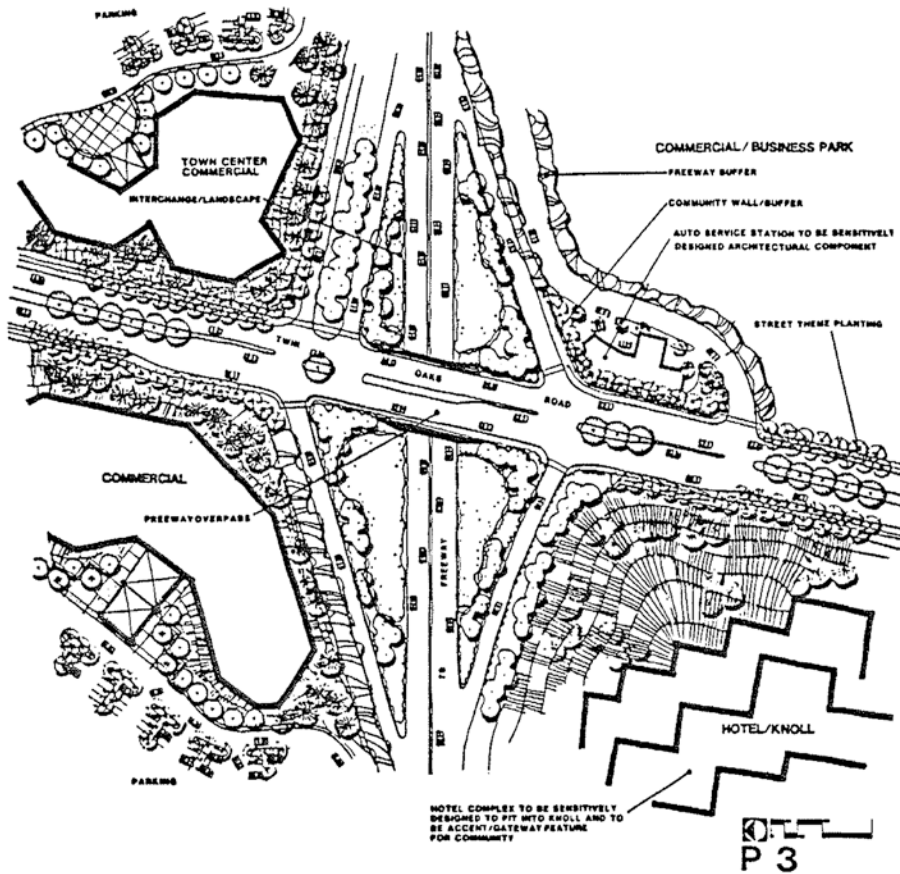 PARKING
TOWN CENTER
COMMERCIAL
INTERCHANGE/LANDSCAPE
COMMERCIAL/BUSINESS PARK
FREEWAY BUFFER
COMMUNITY WALL/BUFFER
AUTO SERVICE STATION TO BE SENSITIVELY
DESIGNED ARCHITECTURAL COMPONENT
STREET THEME PLANTING
TWIN
OAKS
ROAD
COMMERCIAL
FREEWAY OVERPASS
FREEWAY
78
HOTEL/KNOLL
PARKING
HOTEL COMPLEX TO BE SENSITIVELY
DESIGNED TO FIT INTO KNOLL AND TO
BE ACCENT/GATEWAY FEATURE
FOR COMMUNITY
P 3